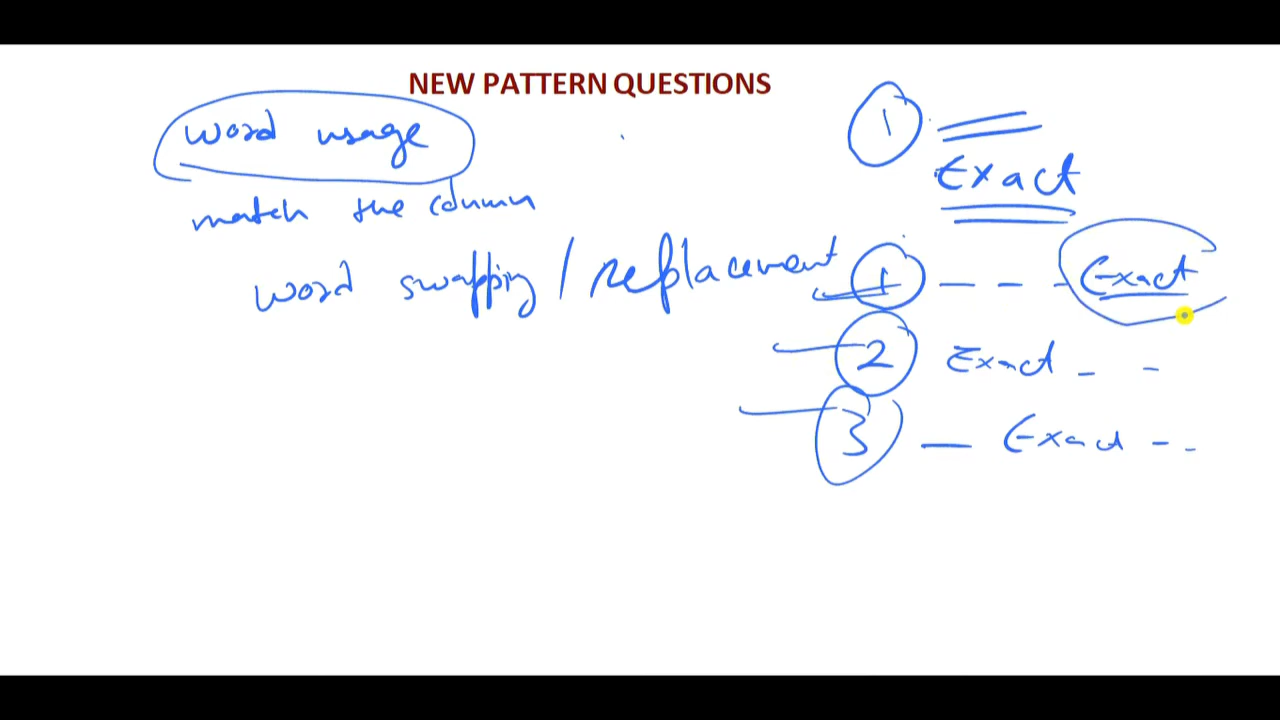 NEW PATTERN QUESTIONS
word usage
match the column
word swapping / replacement
1
Exact
1 - - - Exact
2 Exact - -
3 - Exact - -